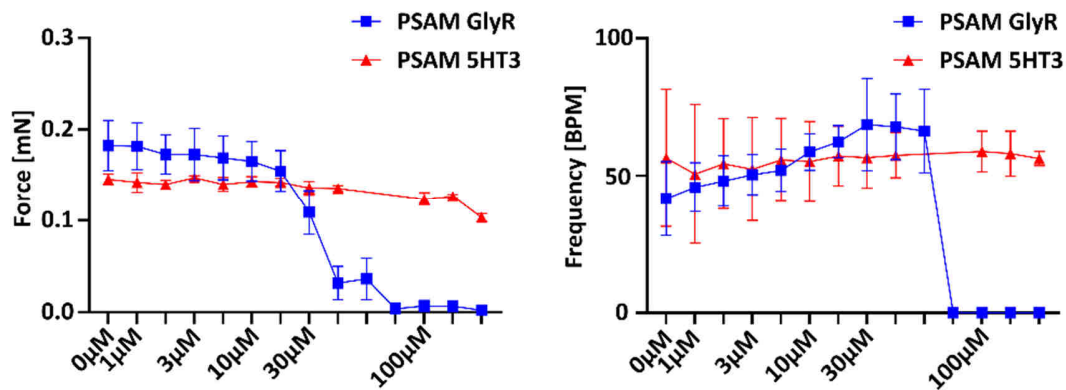 PSAM GlyR
PSAM 5HT3
Force [mN]
0.3
0.2
0.1
0.0
0µM
1µM
3µM
10µM
30µM
100µM
PSAM GlyR
PSAM 5HT3
Frequency [BPM]
100
50
0
0µM
1µM
3µM
10µM
30µM
100µM